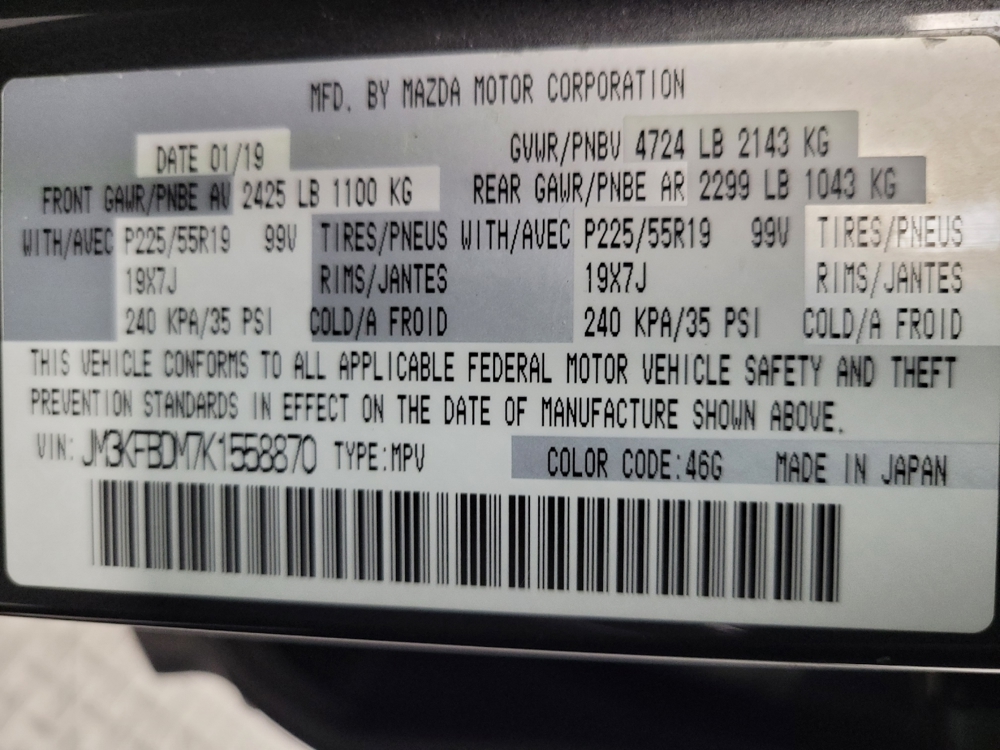 MFD. BY MAZDA MOTOR CORPORATION
DATE 01/19 GVWR/PNBV 4724 LB 2143 KG
FRONT GAWR/PNBE AV 2425 LB 1100 KG REAR GAWR/PNBE AR 2299 LB 1043 KG
WITH/AVEC P225/55R19 99V TIRES/PNEUS WITH/AVEC P225/55R19 99V TIRES/PNEUS
19X7J RIMS/JANTES 19X7J RIMS/JANTES
240 KPA/35 PSI COLD/A FROID 240 KPA/35 PSI COLD/A FROID
THIS VEHICLE CONFORMS TO ALL APPLICABLE FEDERAL MOTOR VEHICLE SAFETY AND THEFT
PREVENTION STANDARDS IN EFFECT ON THE DATE OF MANUFACTURE SHOWN ABOVE.
VIN: JM3KFBDM7K1558870 TYPE:MPV COLOR CODE:46G MADE IN JAPAN